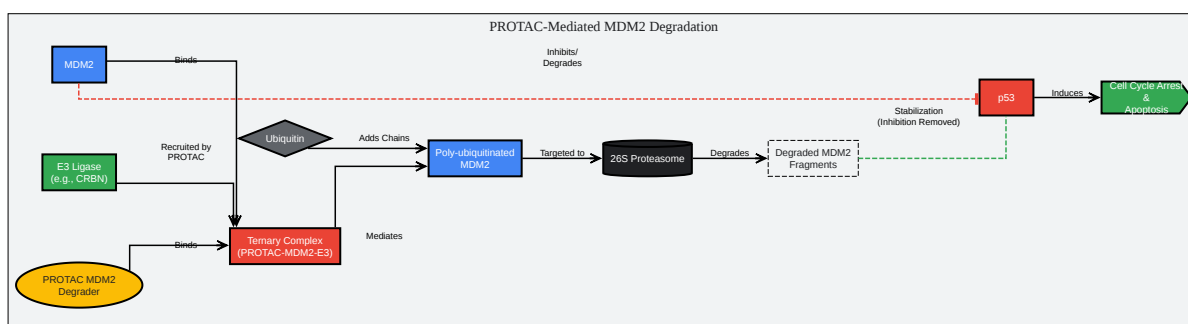 PROTAC-Mediated MDM2 Degradation
MDM2
Binds
Inhibits/
Degrades
p53
Induces
Cell Cycle Arrest
&
Apoptosis
Stabilization
(Inhibition Removed)
Ubiquitin
Adds Chains
Recruited by
PROTAC
E3 Ligase
(e.g., CRBN)
Poly-ubiquitinated
MDM2
Targeted to
26S Proteasome
Degrades
Degraded MDM2
Fragments
Ternary Complex
(PROTAC-MDM2-E3)
Mediates
Binds
PROTAC MDM2
Degrader